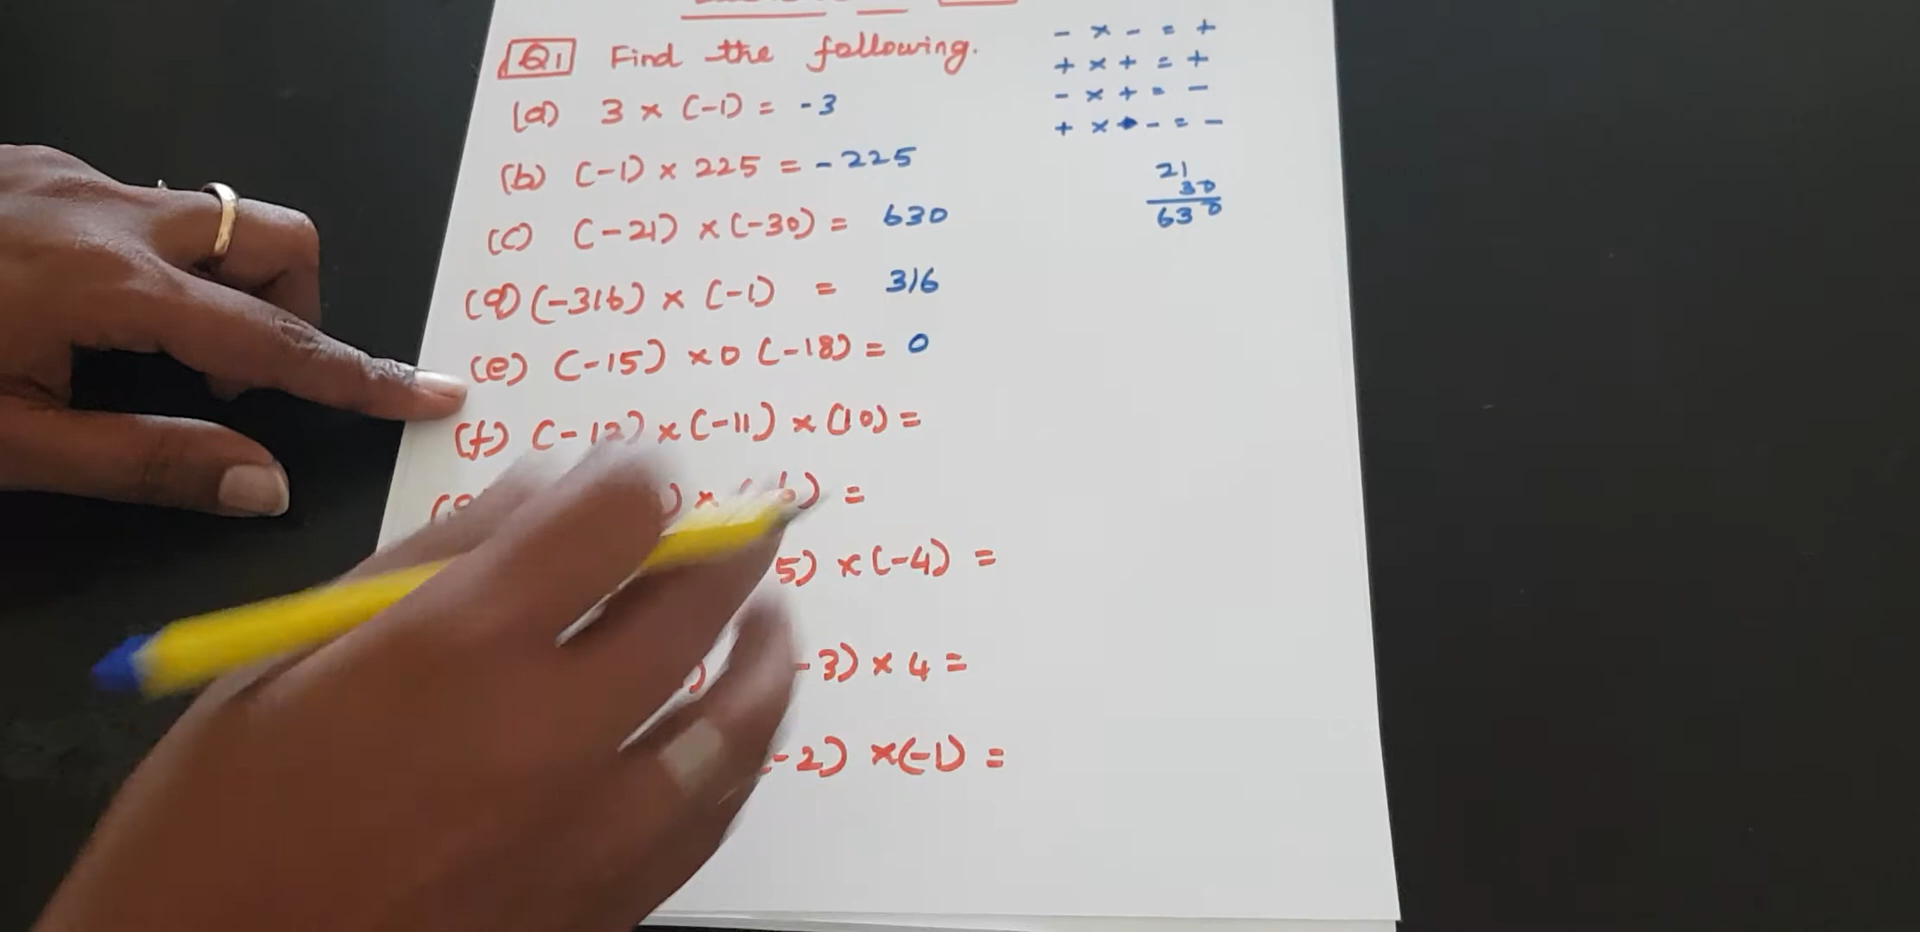 Q1 Find the following.
(a) 3 × (-1) = -3
(b) (-1) × 225 = -225
(c) (-21) × (-30) = 630
(d) (-316) × (-1) = 316
(e) (-15) × 0 (-18) = 0
(f) (-12) × (-11) × (10) =
) × 6) =
5) × (-4) =
) -3) × 4 =
-2) × (-1) =
- × - = +
+ × + = +
- × + = -
+ × - = -
21
30
630